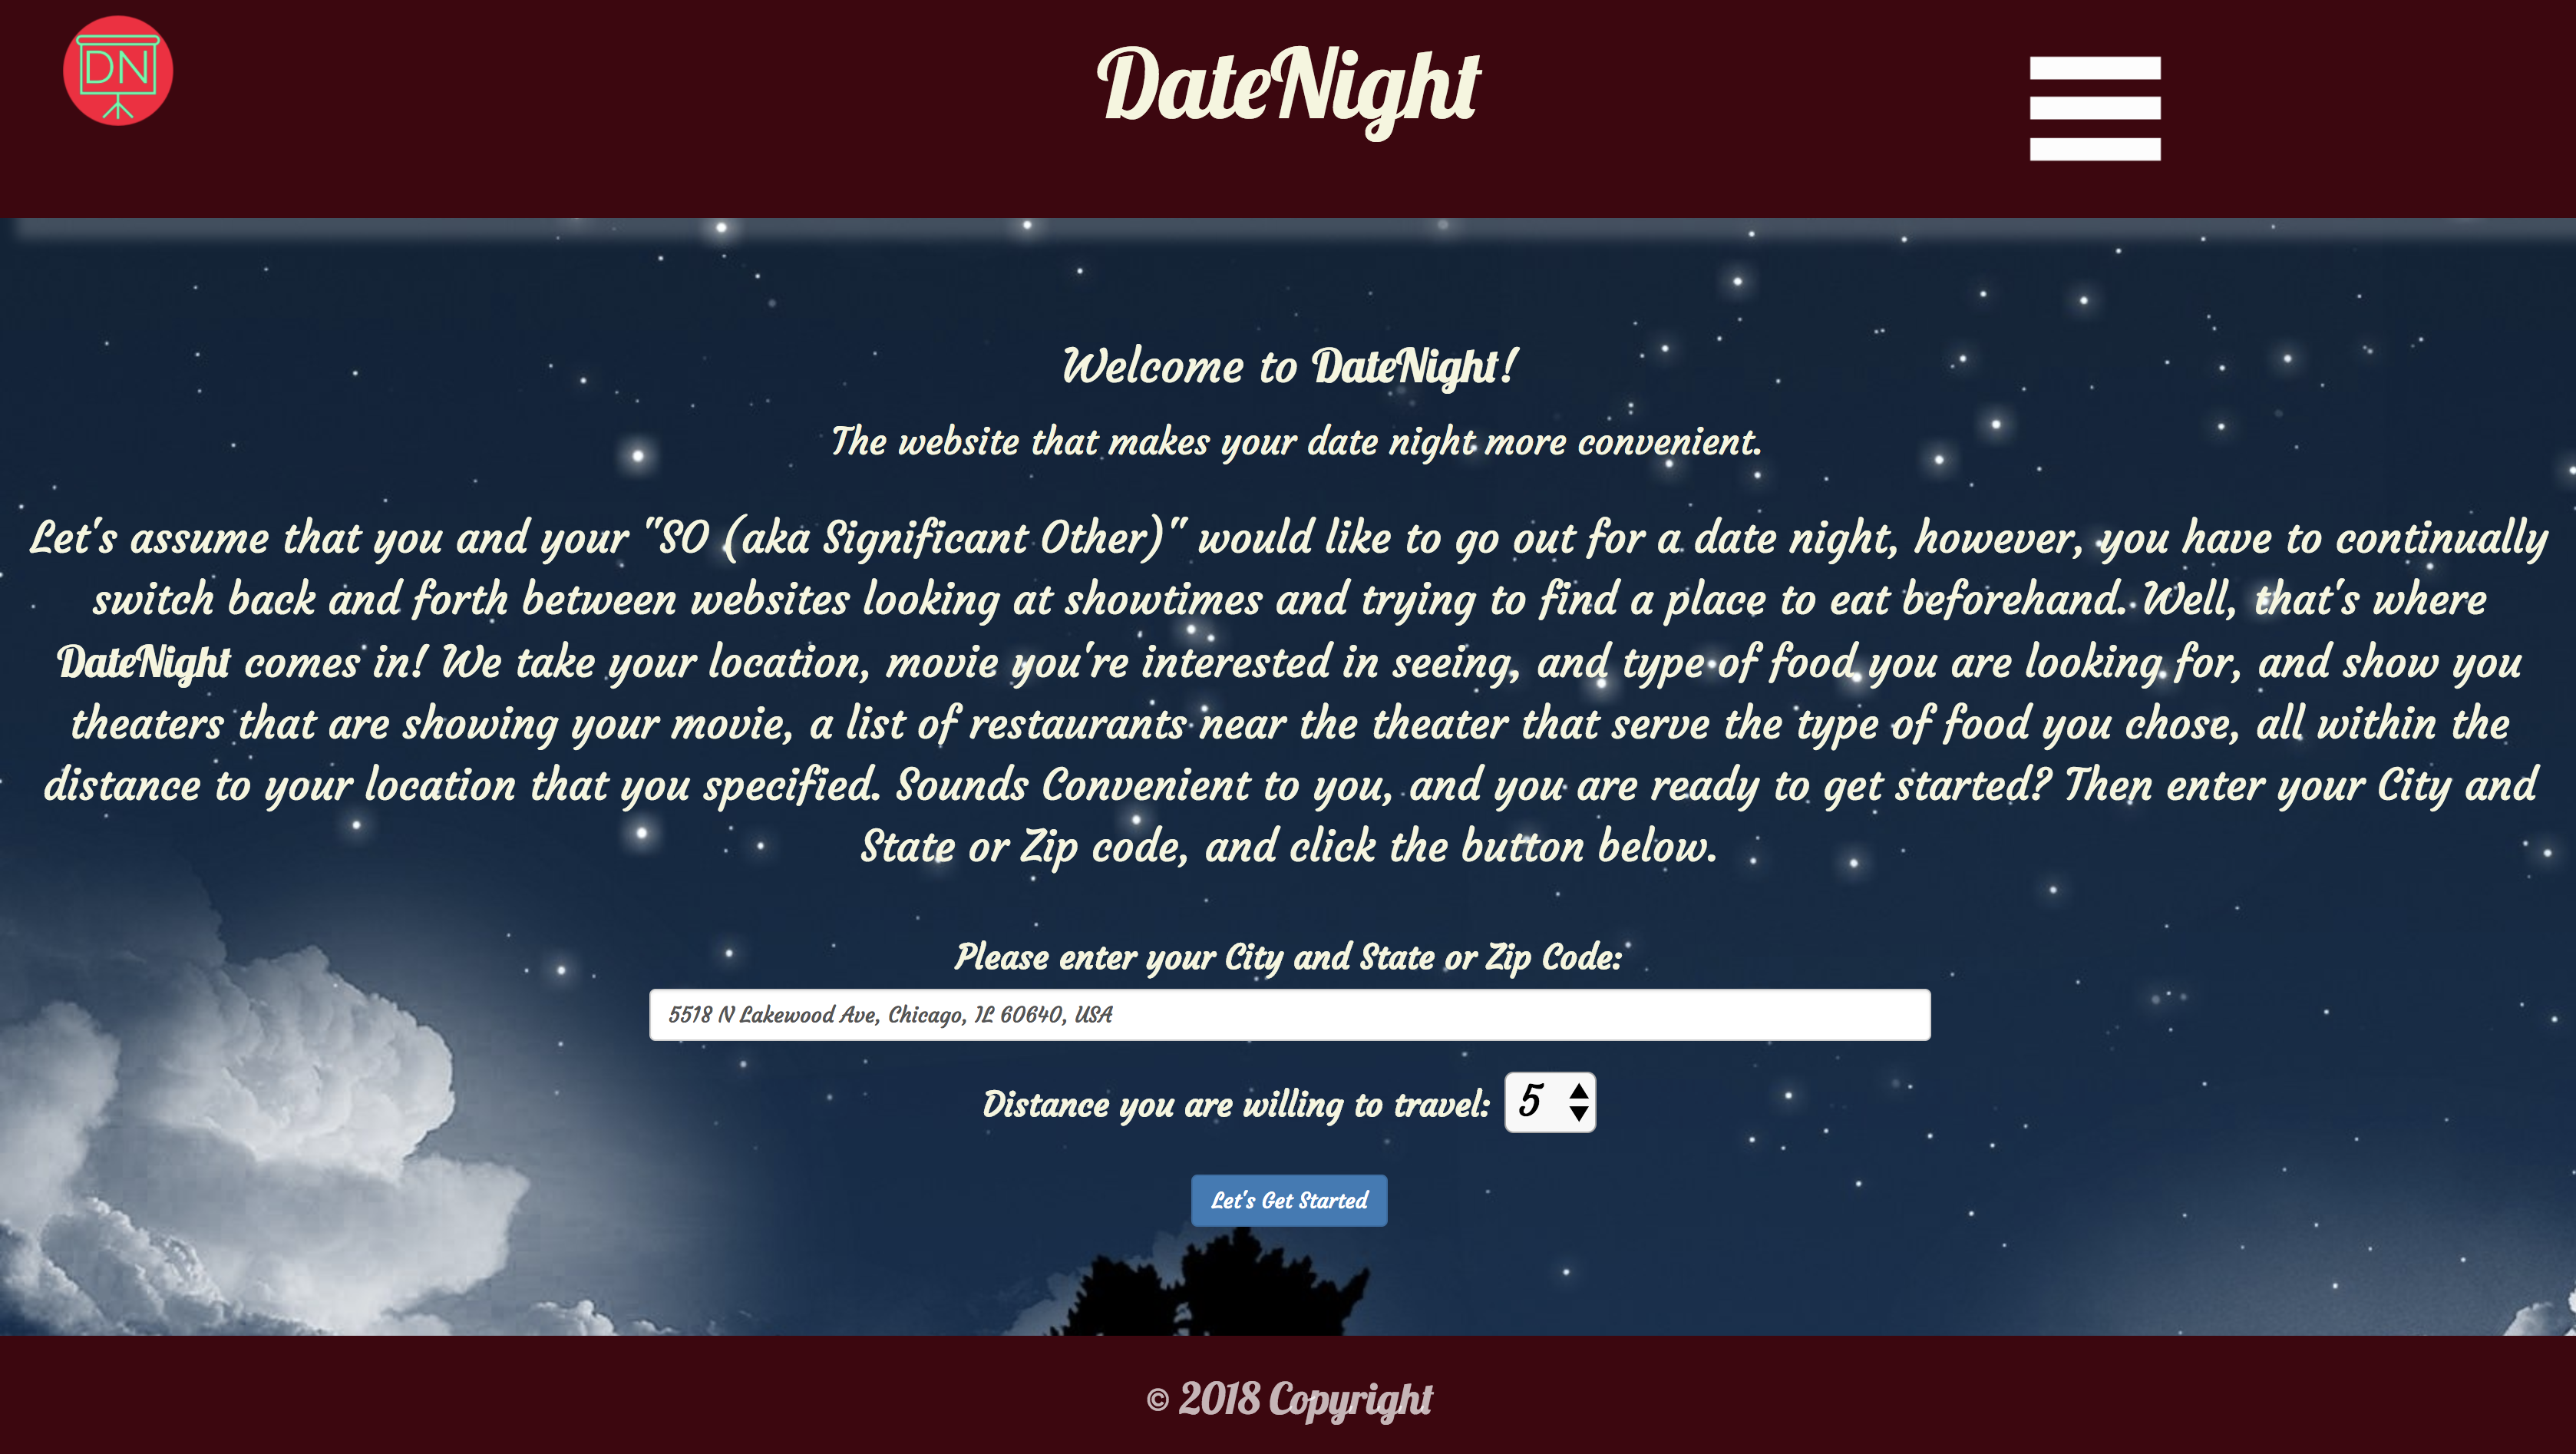 DN
DateNight
Welcome to DateNight!
The website that makes your date night more convenient.
Let's assume that you and your "SO (aka Significant Other)" would like to go out for a date night, however, you have to continually
switch back and forth between websites looking at showtimes and trying to find a place to eat beforehand. Well, that's where
DateNight comes in! We take your location, movie you're interested in seeing, and type of food you are looking for, and show you
theaters that are showing your movie, a list of restaurants near the theater that serve the type of food you chose, all within the
distance to your location that you specified. Sounds Convenient to you, and you are ready to get started? Then enter your City and
State or Zip code, and click the button below.
Please enter your City and State or Zip Code:
5518 N Lakewood Ave, Chicago, IL 60640, USA
Distance you are willing to travel: 5
Let's Get Started
© 2018 Copyright